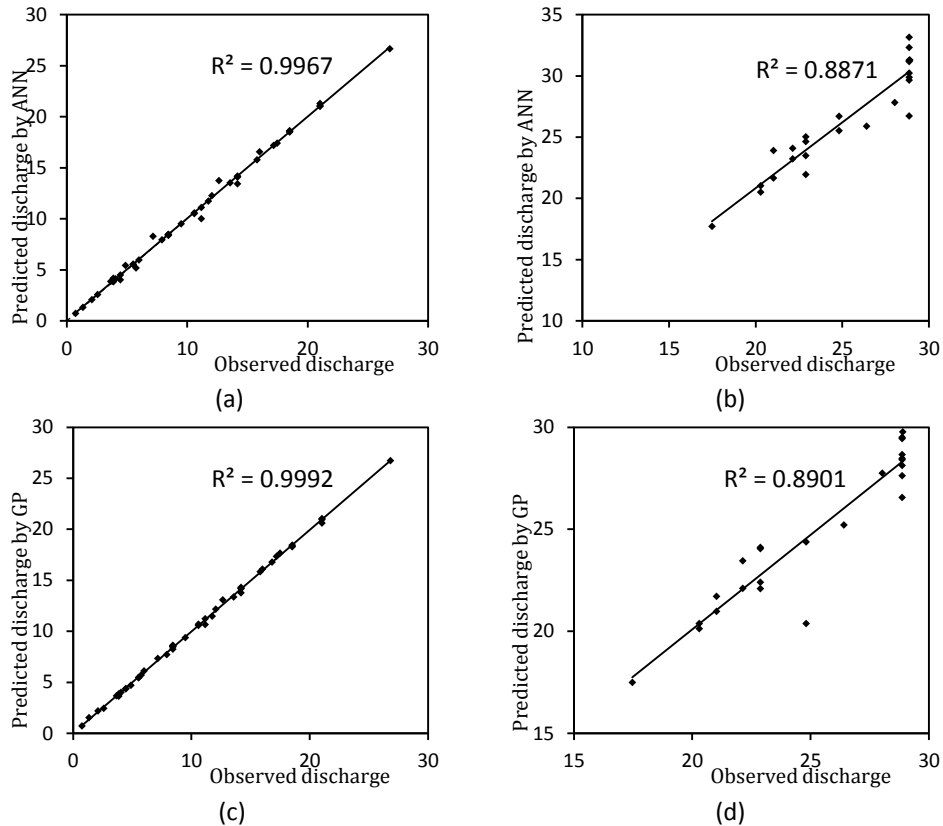 30
25
20
15
10
5
0
Predicted discharge by ANN
R² = 0.9967
0 10 20 30
Observed discharge
(a)
35
30
25
20
15
10
Predicted discharge by ANN
R² = 0.8871
10 15 20 25 30
Observed discharge
(b)
30
25
20
15
10
5
0
Predicted discharge by GP
R² = 0.9992
0 10 20 30
Observed discharge
(c)
30
25
20
15
Predicted discharge by GP
R² = 0.8901
15 20 25 30
Observed discharge
(d)